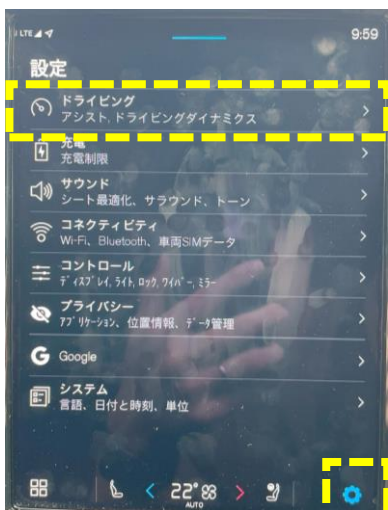 LTE 9:59
設定
ドライビング
アシスト, ドライビングダイナミクス
充電
充電制限
サウンド
シート最適化、サラウンド、トーン
コネクティビティ
Wi-Fi、Bluetooth、車両SIMデータ
コントロール
ディスプレイ, ライト, ロック, ワイパー, ミラー
プライバシー
アプリケーション、位置情報、データ管理
G Google
システム
言語、日付と時刻、単位
22°
AUTO